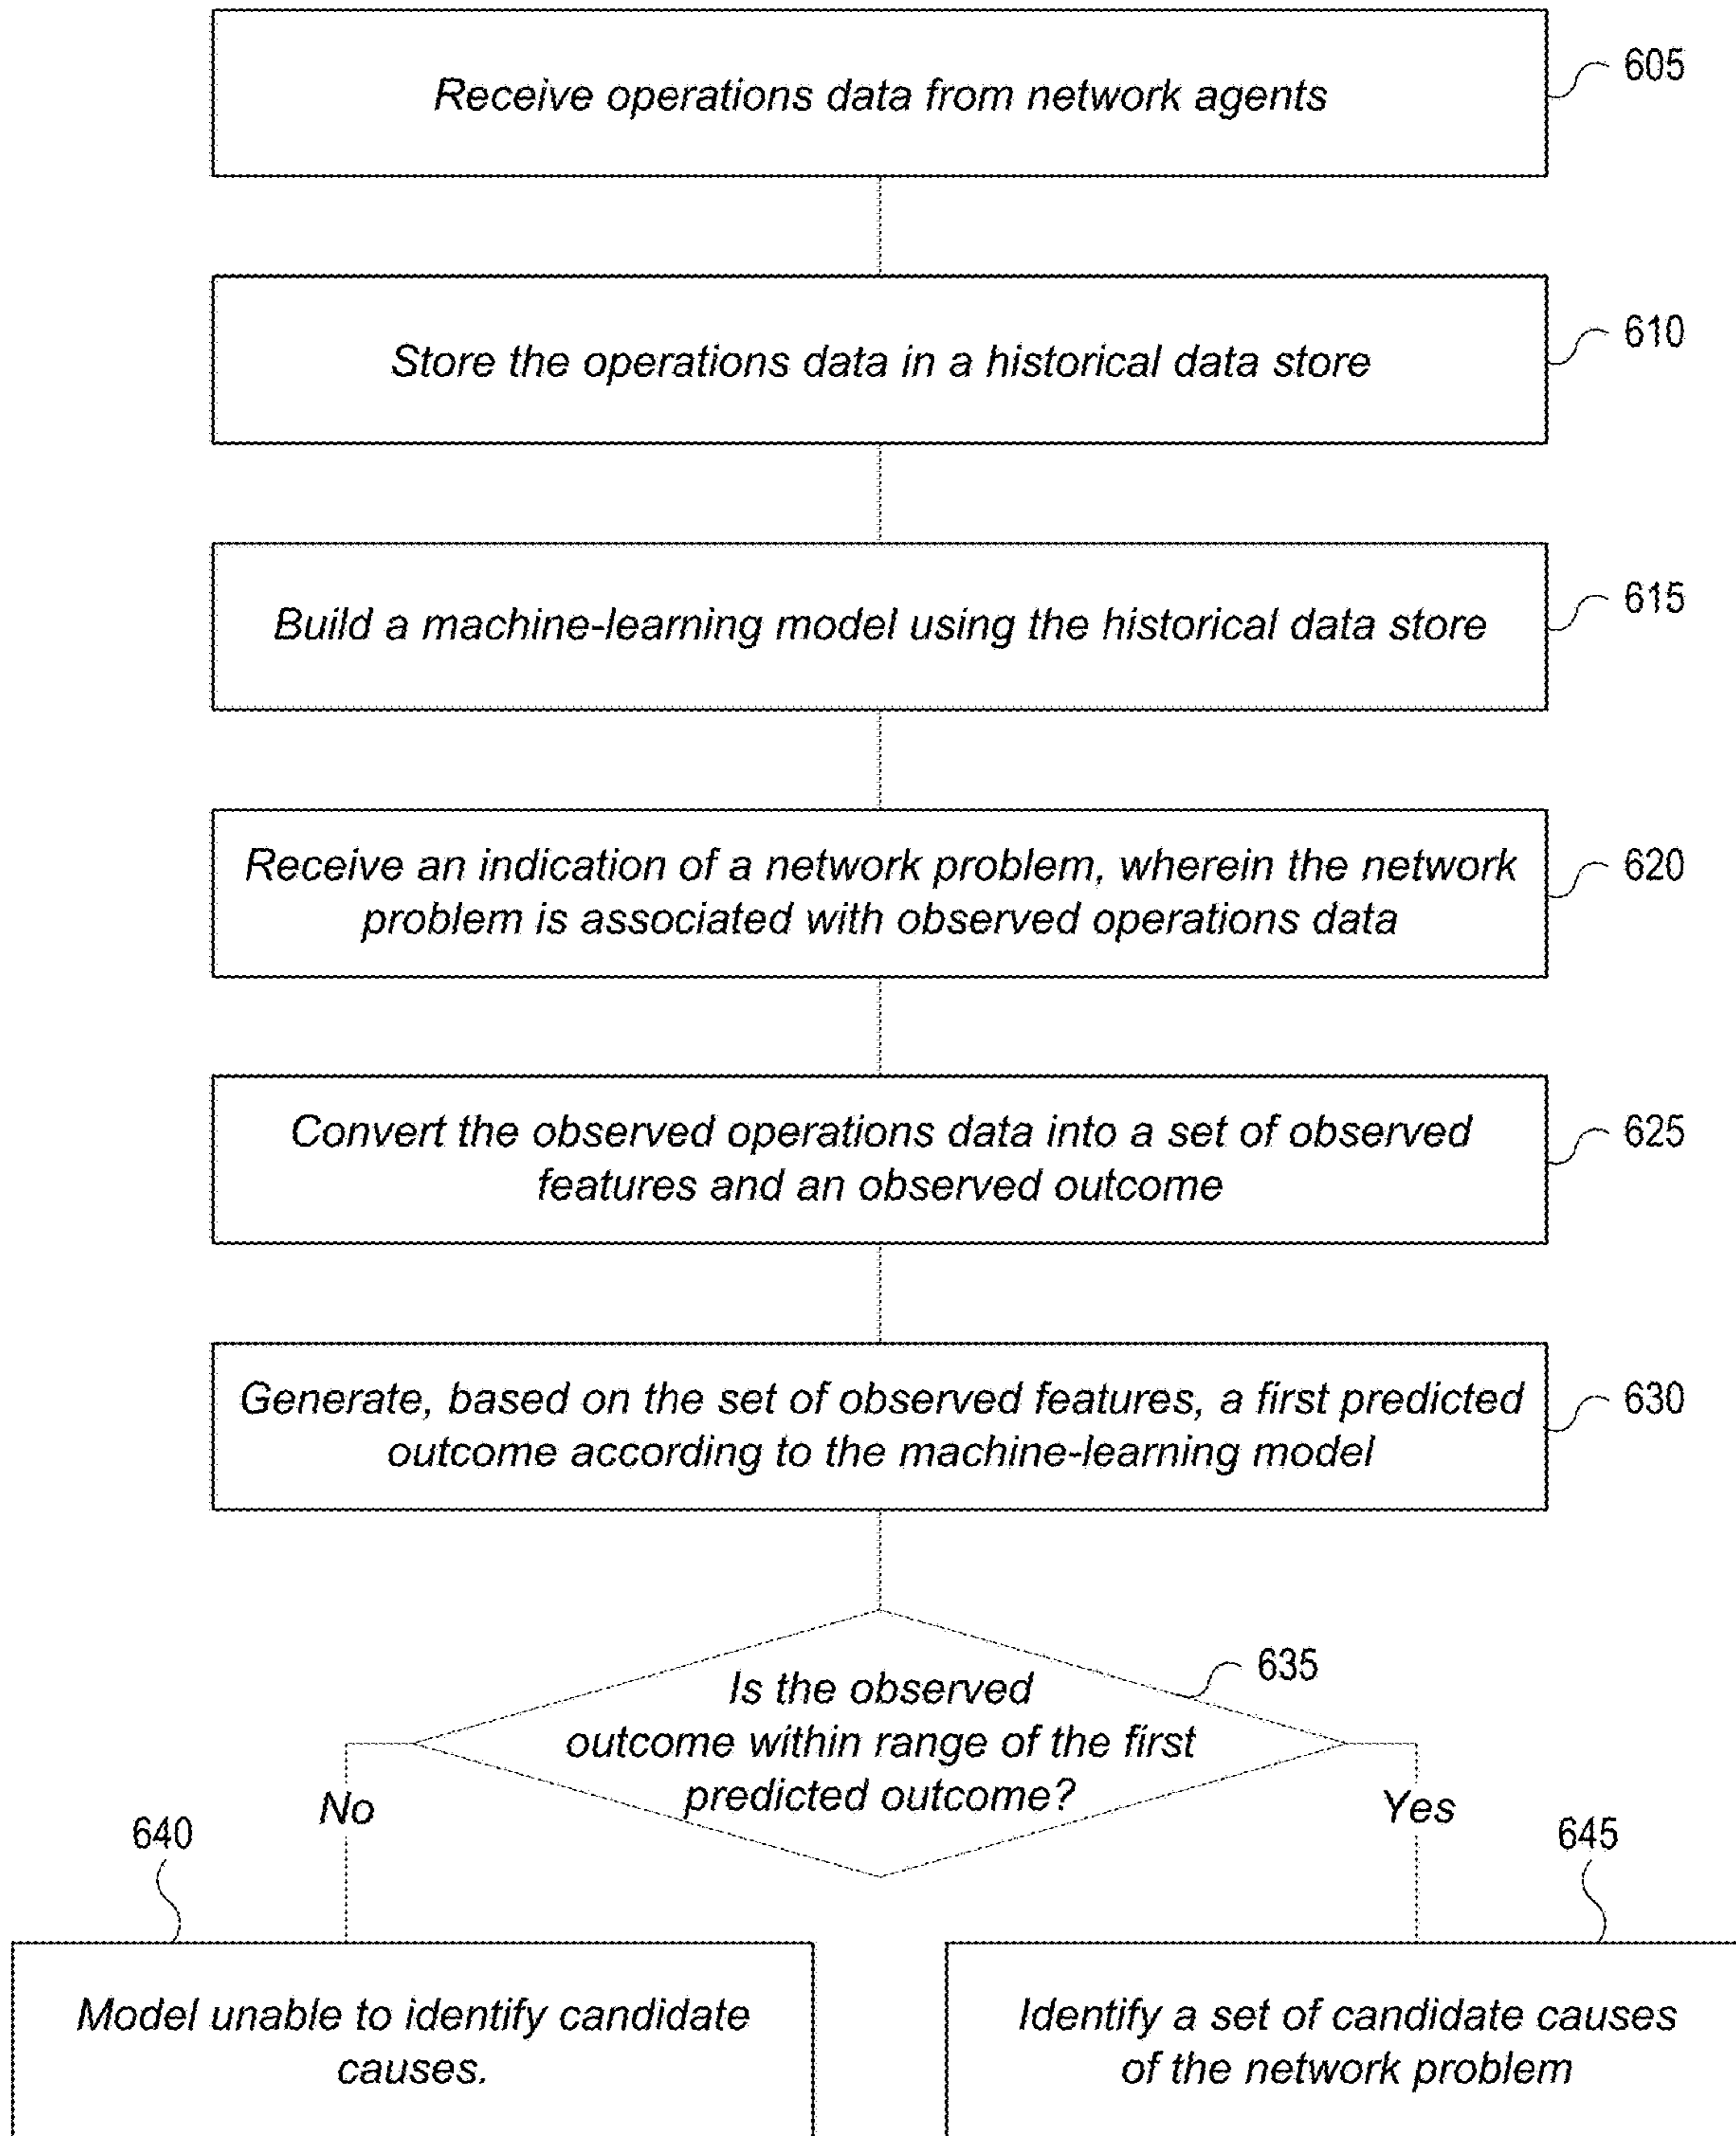 Receive operations data from network agents
605
Store the operations data in a historical data store
610
Build a machine-learning model using the historical data store
615
Receive an indication of a network problem, wherein the network
problem is associated with observed operations data
620
Convert the observed operations data into a set of observed
features and an observed outcome
625
Generate, based on the set of observed features, a first predicted
outcome according to the machine-learning model
630
Is the observed
outcome within range of the first
predicted outcome?
635
No
Yes
640
645
Model unable to identify candidate
causes.
Identify a set of candidate causes
of the network problem